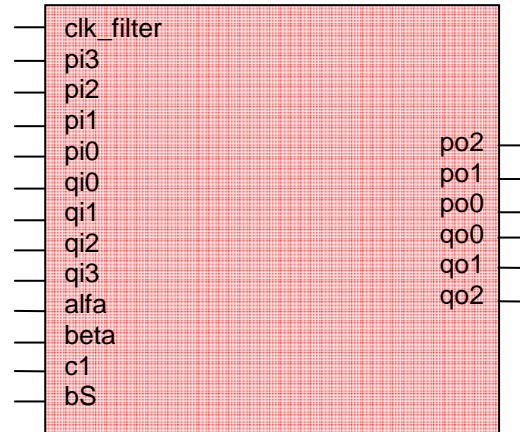 clk_filter
pi3
pi2
pi1
pi0
qi0
qi1
qi2
qi3
alfa
beta
c1
bS
po2
po1
po0
qo0
qo1
qo2